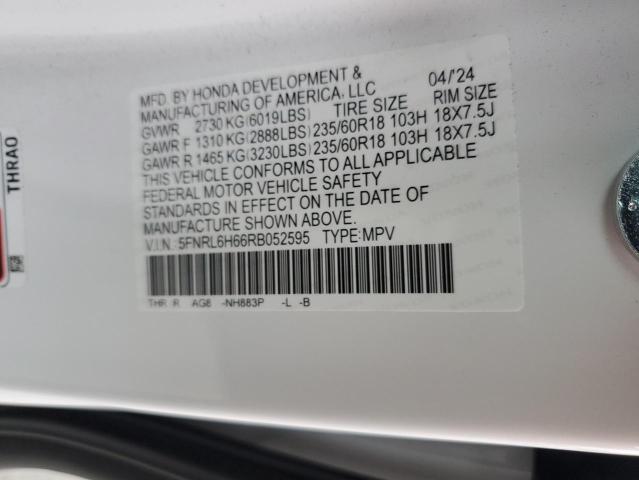 MFD. BY HONDA DEVELOPMENT & 04/'24
MANUFACTURING OF AMERICA, LLC
GVWR 2730 KG(6019LBS) TIRE SIZE RIM SIZE
GAWR F 1310 KG(2888LBS) 235/60R18 103H 18X7.5J
GAWR R 1465 KG(3230LBS) 235/60R18 103H 18X7.5J
THIS VEHICLE CONFORMS TO ALL APPLICABLE
FEDERAL MOTOR VEHICLE SAFETY
STANDARDS IN EFFECT ON THE DATE OF
MANUFACTURE SHOWN ABOVE.
V.I.N.: 5FNRL6H66RB052595 TYPE:MPV
THR R AG8 -NH883P -L -B
THRA0